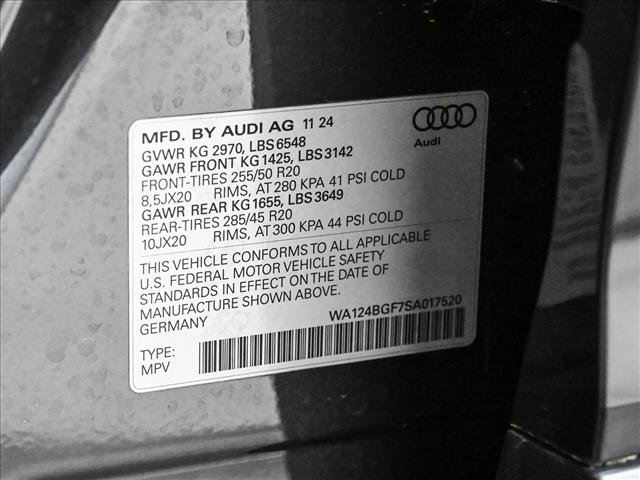 MFD. BY AUDI AG 11 24
GVWR KG 2970, LBS 6548
GAWR FRONT KG 1425, LBS 3142
FRONT-TIRES 255/50 R20
8,5JX20 RIMS, AT 280 KPA 41 PSI COLD
GAWR REAR KG 1655, LBS 3649
REAR-TIRES 285/45 R20
10JX20 RIMS, AT 300 KPA 44 PSI COLD
Audi
THIS VEHICLE CONFORMS TO ALL APPLICABLE
U.S. FEDERAL MOTOR VEHICLE SAFETY
STANDARDS IN EFFECT ON THE DATE OF
MANUFACTURE SHOWN ABOVE.
GERMANY
WA124BGF7SA017520
TYPE:
MPV